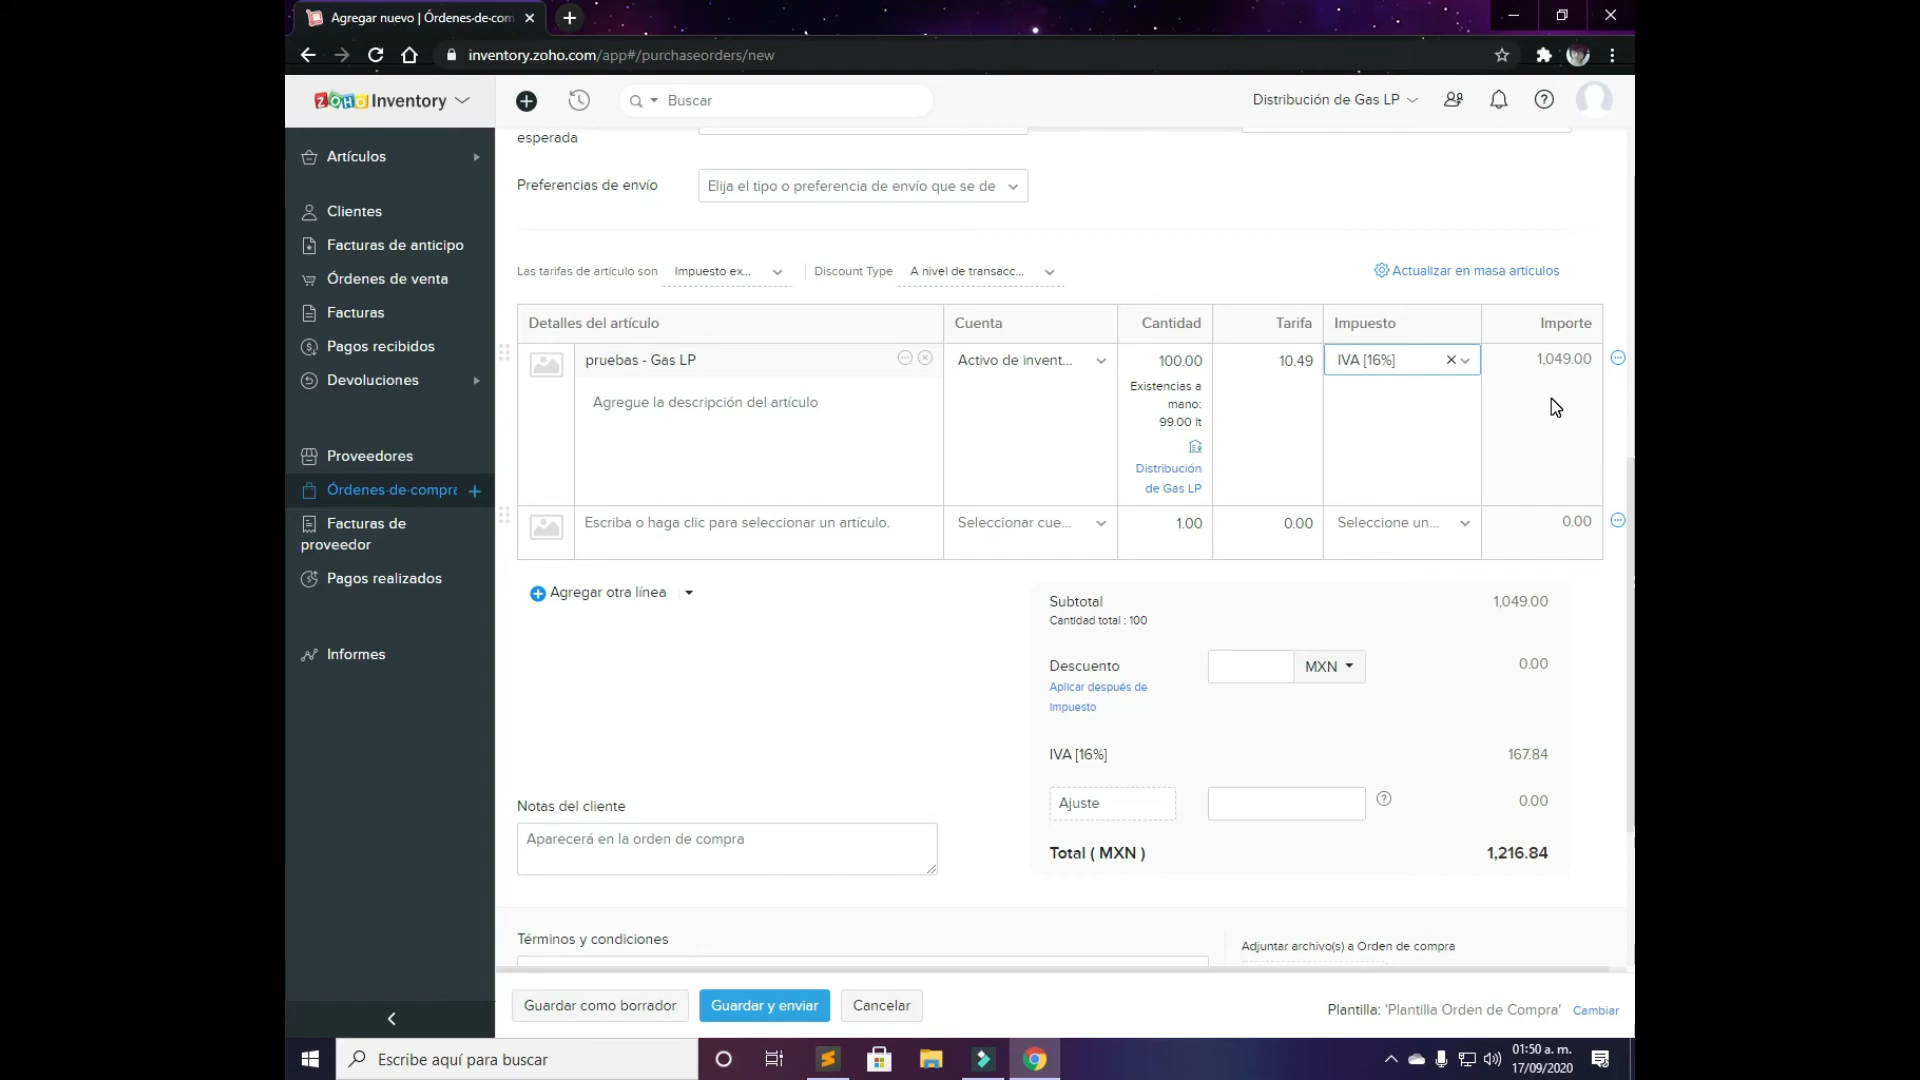 Agregar nuevo | Órdenes-de-com
inventory.zoho.com/app#/purchaseorders/new
ZOHO Inventory
Buscar
Distribución de Gas LP
Artículos
Clientes
Facturas de anticipo
Órdenes de venta
Facturas
Pagos recibidos
Devoluciones
Proveedores
Órdenes-de-compra
Facturas de
proveedor
Pagos realizados
Informes
esperada
Preferencias de envío
Elija el tipo o preferencia de envío que se de
Las tarifas de artículo son
Impuesto ex...
Discount Type
A nivel de transacc...
Actualizar en masa artículos
Detalles del artículo
Cuenta
Cantidad
Tarifa
Impuesto
Importe
pruebas - Gas LP
Activo de invent...
100.00
10.49
IVA [16%]
1,049.00
Agregue la descripción del artículo
Existencias a
mano:
99.00 lt
Distribución
de Gas LP
Escriba o haga clic para seleccionar un artículo.
Seleccionar cue...
1.00
0.00
Seleccione un...
0.00
Agregar otra línea
Subtotal
1,049.00
Cantidad total : 100
Descuento
MXN
0.00
Aplicar después de
Impuesto
IVA [16%]
167.84
Ajuste
0.00
Total ( MXN )
1,216.84
Notas del cliente
Aparecerá en la orden de compra
Términos y condiciones
Adjuntar archivo(s) a Orden de compra
Guardar como borrador
Guardar y enviar
Cancelar
Plantilla: 'Plantilla Orden de Compra'
Cambiar
Escribe aquí para buscar
01:50 a. m.
17/09/2020